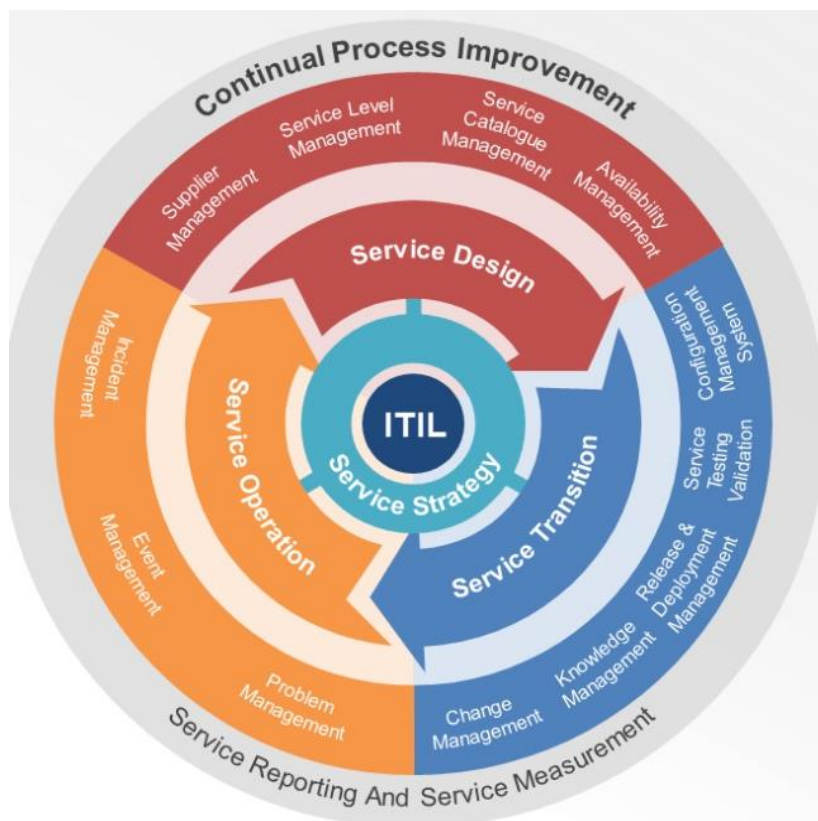 Continual Process Improvement
Supplier
Management
Service Level
Management
Service
Catalogue
Management
Availability
Management
Service Design
Configuration
Management
System
Service
Testing
Validation
Release &
Deployment
Management
Knowledge
Management
Change
Management
Service Transition
Problem
Management
Event
Management
Incident
Management
Service Operation
ITIL
Service Strategy
Service Reporting And Service Measurement